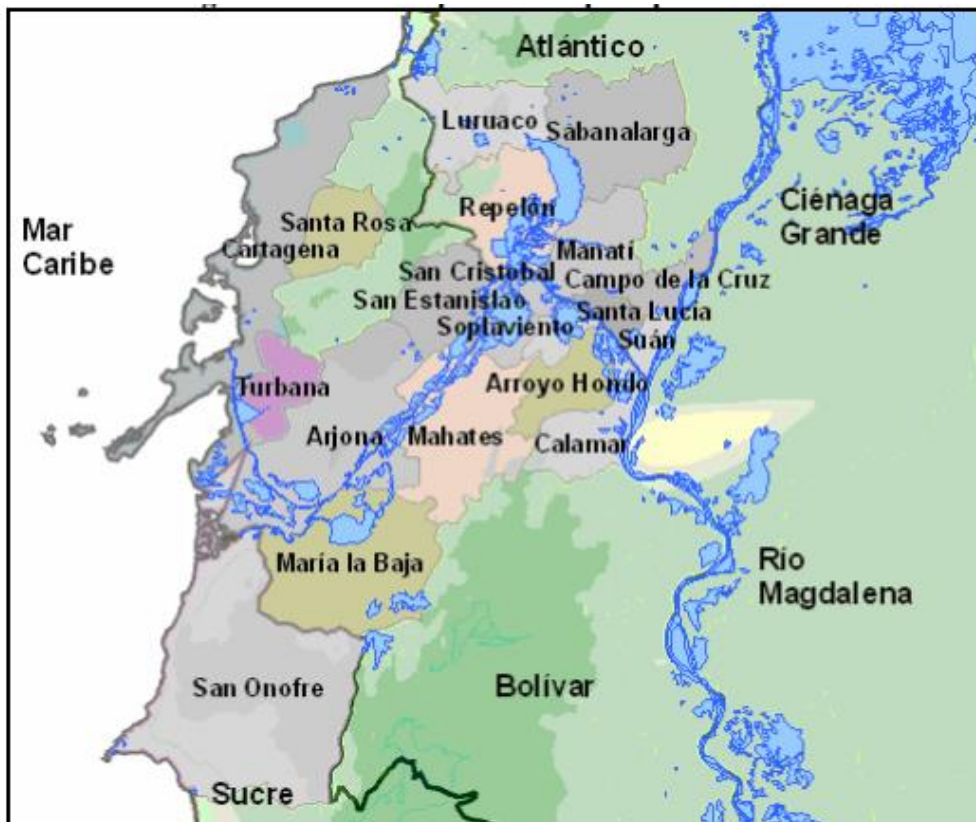 Atlántico
Luruaco
Sabanalarga
Ciénaga
Grande
Santa Rosa
Repelón
Mar
Caribe
Cartagena
Manatí
San Cristobal
Campo de la Cruz
San Estanislao
Santa Lucía
Soplaviento
Suán
Turbana
Arroyo Hondo
Arjona
Mahates
Calamar
María la Baja
Río
Magdalena
San Onofre
Bolívar
Sucre